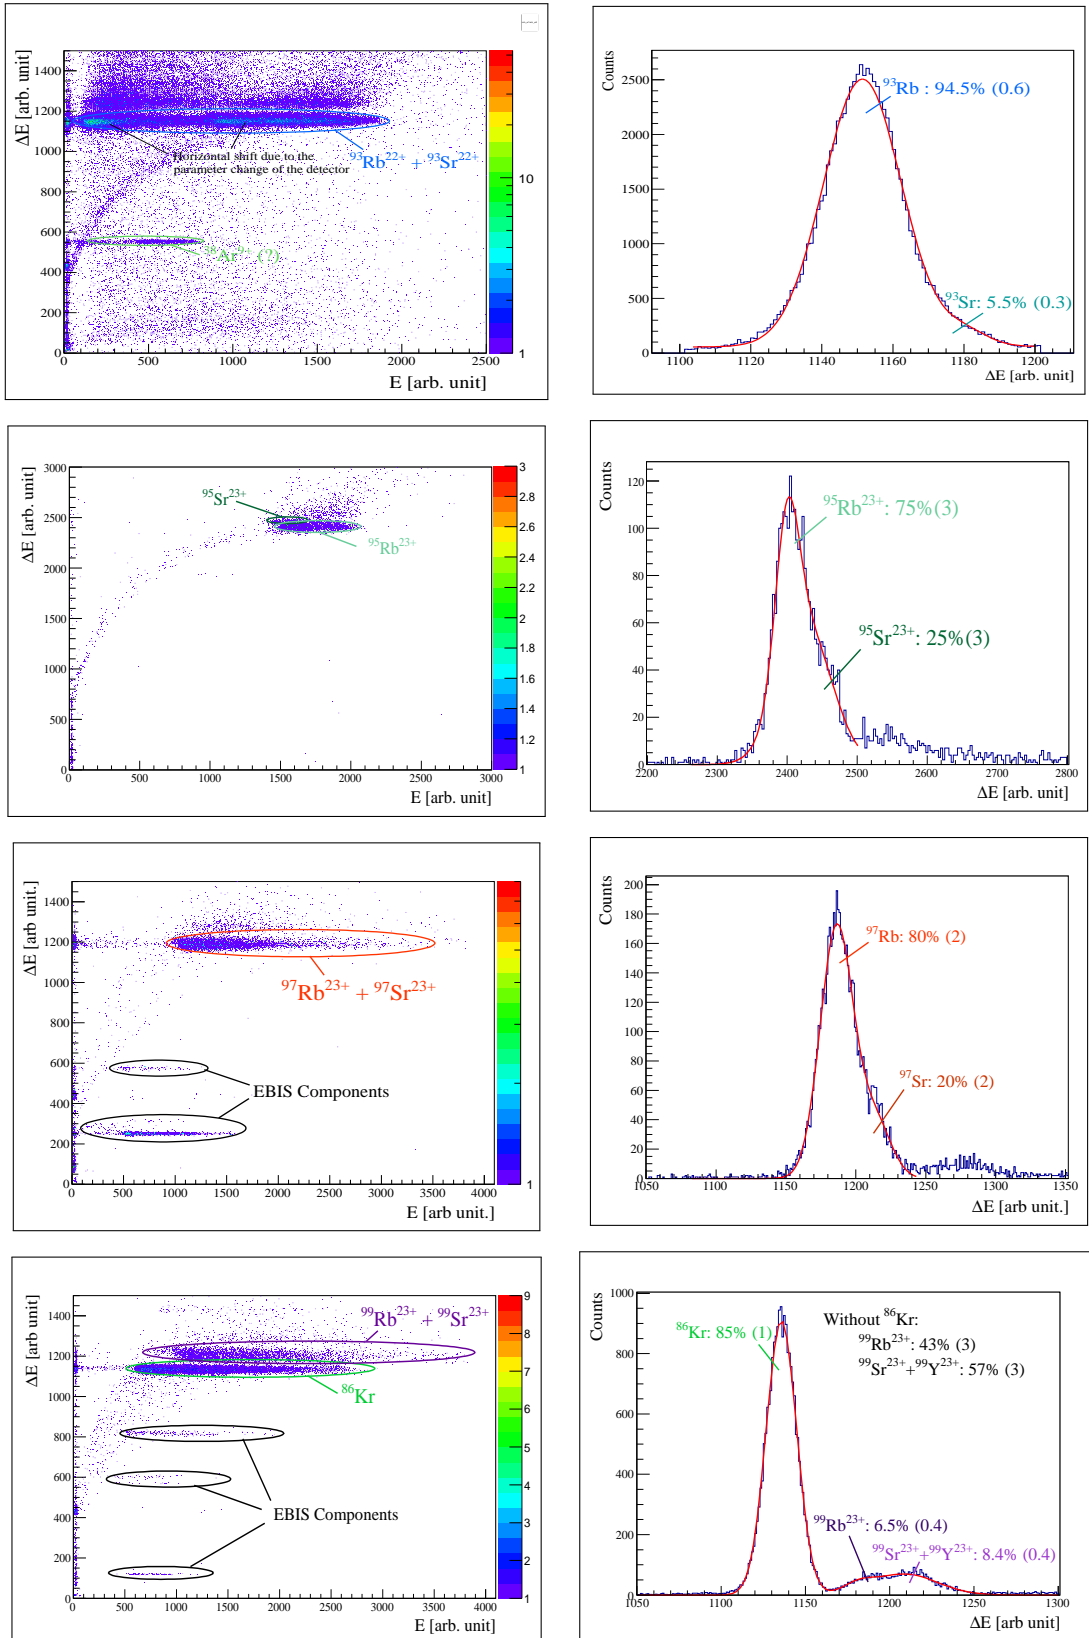 ΔE [arb. unit]
1400
1200
1000
800
600
400
200
0
0 500 1000 1500 2000 2500
E [arb. unit]
10
1
Horizontal shift due to the
parameter change of the detector
⁹³Rb²²⁺ + ⁹³Sr²²⁺
Ar⁹⁺ (?)
Counts
2500
2000
1500
1000
500
0
1100 1120 1140 1160 1180 1200
ΔE [arb. unit]
⁹³Rb : 94.5% (0.6)
⁹³Sr: 5.5% (0.3)
ΔE [arb. unit]
3000
2500
2000
1500
1000
500
0
0 500 1000 1500 2000 2500 3000
E [arb. unit]
3
2.8
2.6
2.4
2.2
2
1.8
1.6
1.4
1.2
1
⁹⁵Sr²³⁺
⁹⁵Rb²³⁺
Counts
120
100
80
60
40
20
0
2200 2300 2400 2500 2600 2700 2800
ΔE [arb. unit]
⁹⁵Rb²³⁺: 75%(3)
⁹⁵Sr²³⁺: 25%(3)
ΔE [arb unit.]
1400
1200
1000
800
600
400
200
0
0 500 1000 1500 2000 2500 3000 3500 4000
E [arb unit.]
1
⁹⁷Rb²³⁺ + ⁹⁷Sr²³⁺
EBIS Components
Counts
200
180
160
140
120
100
80
60
40
20
0
1050 1100 1150 1200 1250 1300 1350
ΔE [arb unit.]
⁹⁷Rb: 80% (2)
⁹⁷Sr: 20% (2)
ΔE [arb unit]
1400
1200
1000
800
600
400
200
0
0 500 1000 1500 2000 2500 3000 3500 4000
E [arb. unit]
9
8
7
6
5
4
3
2
1
⁹⁹Rb²³⁺ + ⁹⁹Sr²³⁺
⁸⁶Kr
EBIS Components
Counts
1000
800
600
400
200
0
1050 1100 1150 1200 1250 1300
ΔE [arb unit]
⁸⁶Kr: 85% (1)
Without ⁸⁶Kr:
⁹⁹Rb²³⁺: 43% (3)
⁹⁹Sr²³⁺+⁹⁹Y²³⁺: 57% (3)
⁹⁹Rb²³⁺: 6.5% (0.4)
⁹⁹Sr²³⁺+⁹⁹Y²³⁺: 8.4% (0.4)